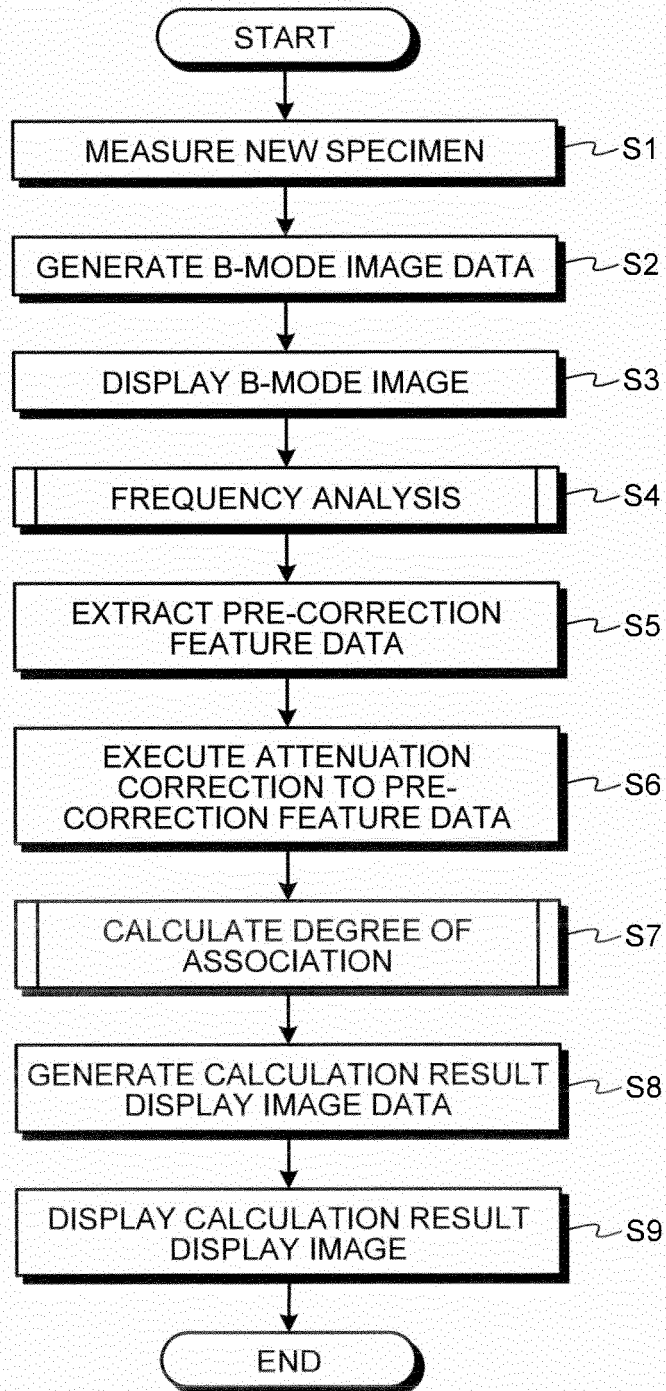 START
MEASURE NEW SPECIMEN
S1
GENERATE B-MODE IMAGE DATA
S2
DISPLAY B-MODE IMAGE
S3
FREQUENCY ANALYSIS
S4
EXTRACT PRE-CORRECTION
FEATURE DATA
S5
EXECUTE ATTENUATION
CORRECTION TO PRE-
CORRECTION FEATURE DATA
S6
CALCULATE DEGREE OF
ASSOCIATION
S7
GENERATE CALCULATION RESULT
DISPLAY IMAGE DATA
S8
DISPLAY CALCULATION RESULT
DISPLAY IMAGE
S9
END